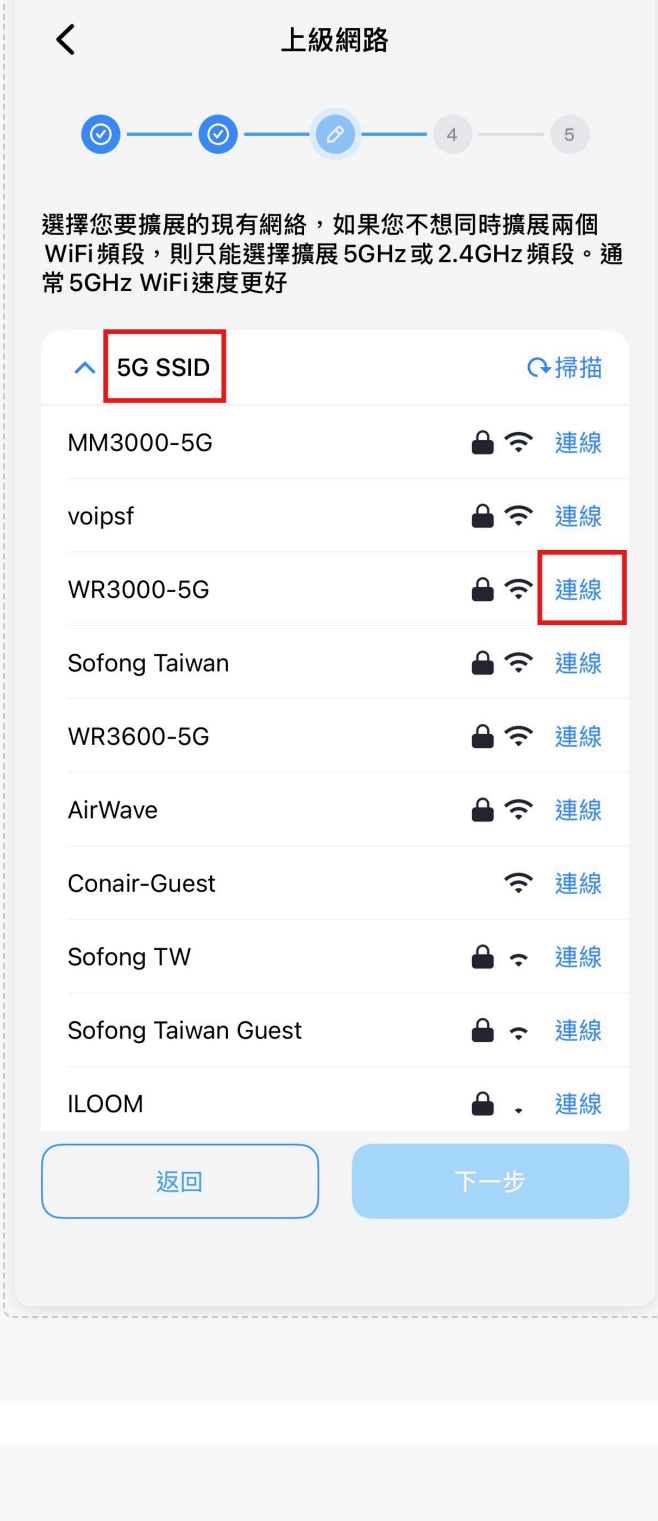 上級網路
4
5
選擇您要擴展的現有網絡，如果您不想同時擴展兩個
WiFi頻段，則只能選擇擴展5GHz或2.4GHz頻段。通
常5GHz WiFi速度更好
5G SSID 掃描
MM3000-5G 連線
voipsf 連線
WR3000-5G 連線
Sofong Taiwan 連線
WR3600-5G 連線
AirWave 連線
Conair-Guest 連線
Sofong TW 連線
Sofong Taiwan Guest 連線
ILOOM 連線
返回 下一步